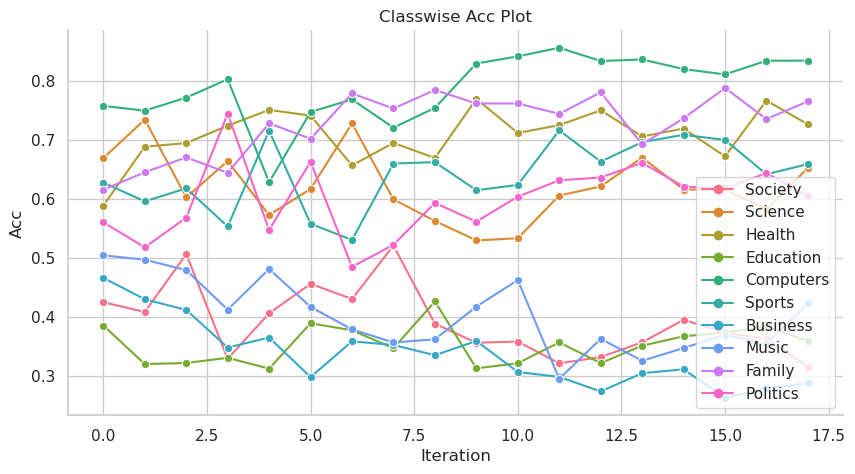 Classwise Acc Plot
Acc
0.8
0.7
0.6
0.5
0.4
0.3
Society
Science
Health
Education
Computers
Sports
Business
Music
Family
Politics
0.0 2.5 5.0 7.5 10.0 12.5 15.0 17.5
Iteration